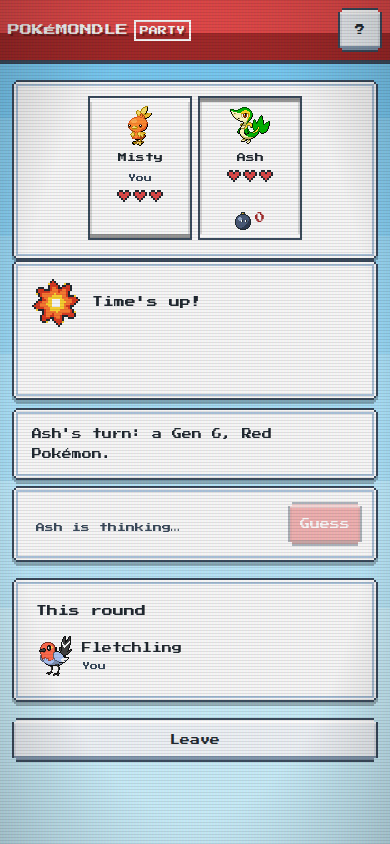 POKéMONDLE PARTY ?
Misty
You
Ash
0
Time's up!
Ash's turn: a Gen 6, Red
Pokémon.
Ash is thinking…
Guess
This round
Fletchling
You
Leave